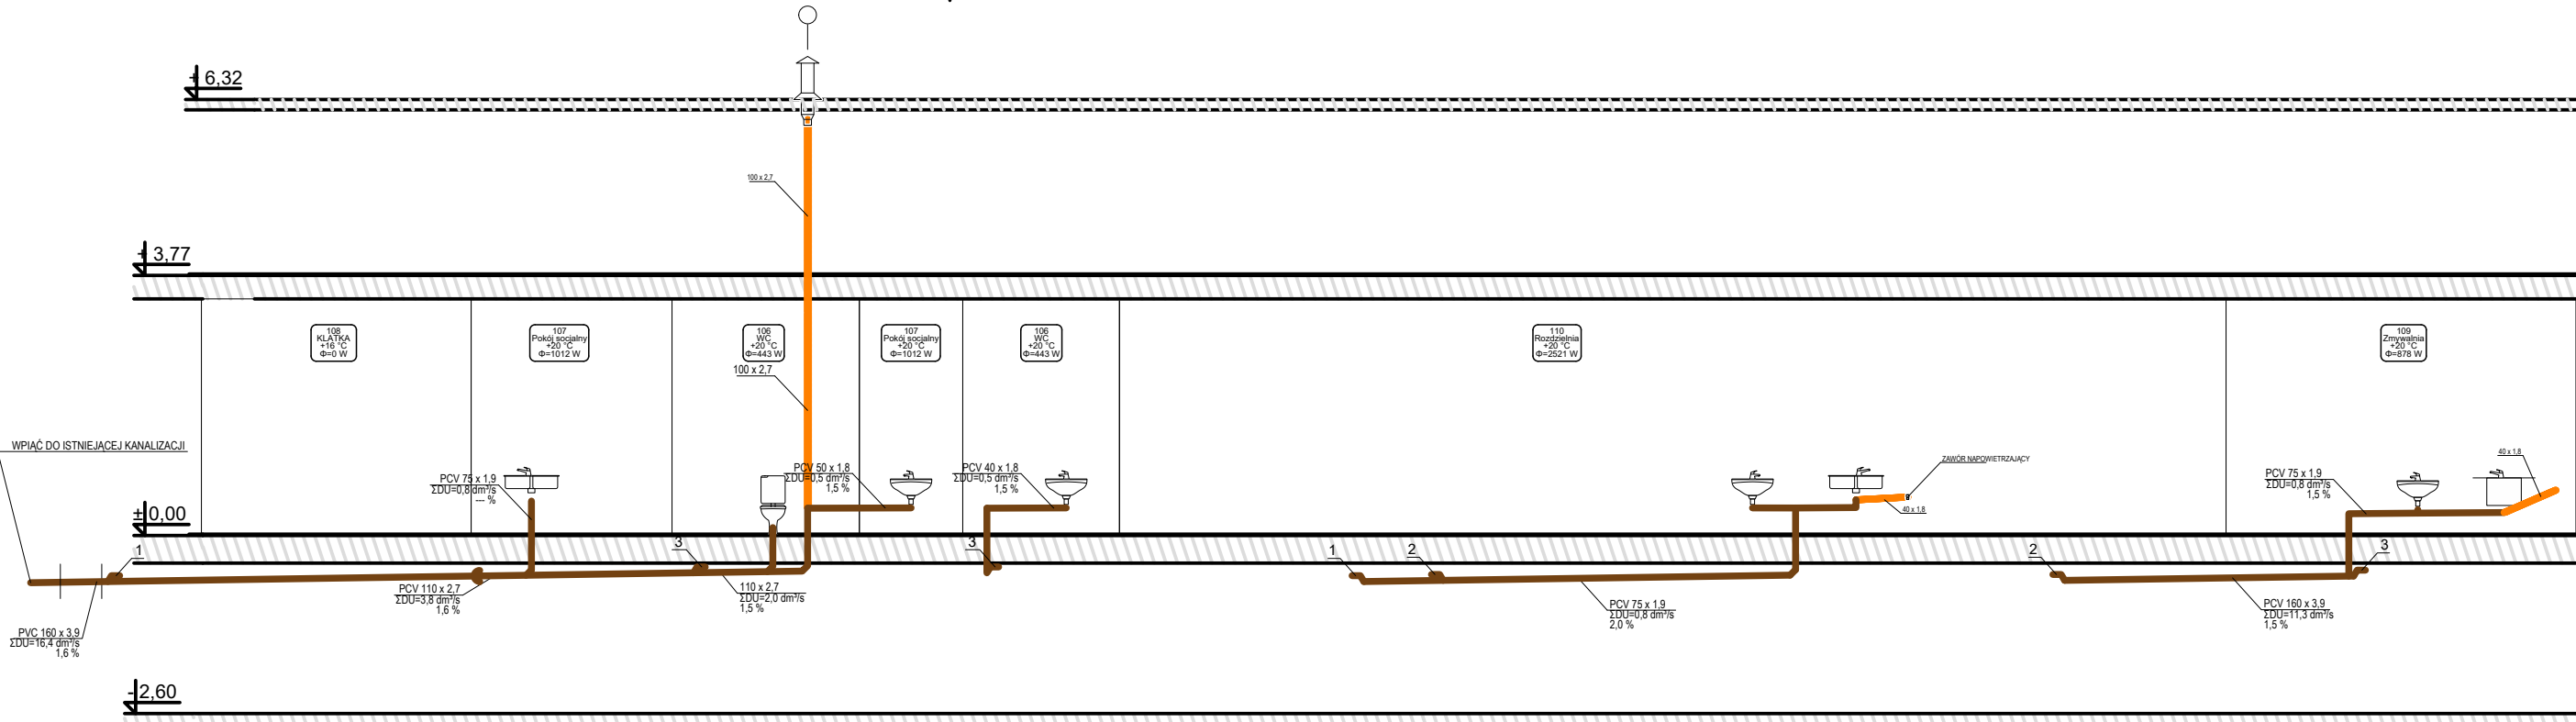 + 6,32
100 x 2,7
+ 3,77
108
KLATKA
+16 °C
Φ=0 W
107
Pokój socjalny
+20 °C
Φ=1012 W
106
WC
+20 °C
Φ=443 W
107
Pokój socjalny
+20 °C
Φ=1012 W
106
WC
+20 °C
Φ=443 W
110
Rozdzielnia
+20 °C
Φ=2521 W
109
Zmywalnia
+20 °C
Φ=878 W
100 x 2,7
WPIĄĆ DO ISTNIEJĄCEJ KANALIZACJI
PCV 75 x 1,9
ΣDU=0,8 dm³/s
--- %
PCV 50 x 1,8
ΣDU=0,5 dm³/s
1,5 %
PCV 40 x 1,8
ΣDU=0,5 dm³/s
1,5 %
ZAWÓR NAPOWIETRZAJĄCY
40 x 1,8
PCV 75 x 1,9
ΣDU=0,8 dm³/s
1,5 %
40 x 1,8
± 0,00
1
3
3
1
2
2
3
PCV 110 x 2,7
ΣDU=3,8 dm³/s
1,6 %
110 x 2,7
ΣDU=2,0 dm³/s
1,5 %
PCV 75 x 1,9
ΣDU=0,8 dm³/s
2,0 %
PCV 160 x 3,9
ΣDU=11,3 dm³/s
1,5 %
PVC 160 x 3,9
ΣDU=16,4 dm³/s
1,6 %
- 2,60